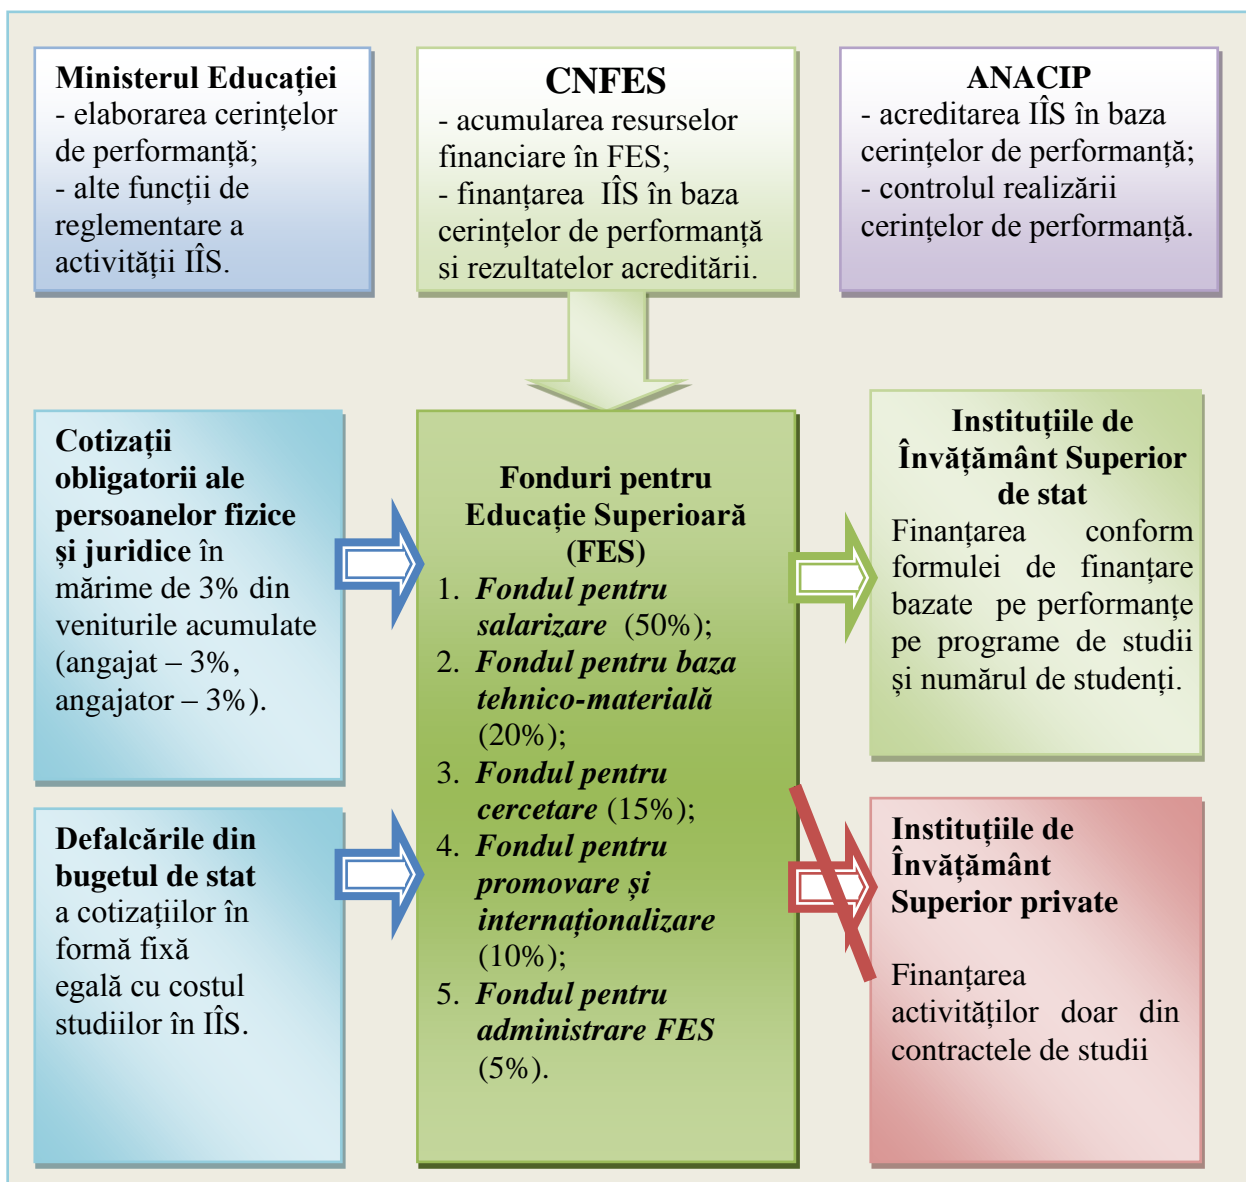 Ministerul Educației
- elaborarea cerințelor
de performanță;
- alte funcții de
reglementare a
activității IÎS.
CNFES
- acumularea resurselor
financiare în FES;
- finanțarea IÎS în baza
cerințelor de performanță
si rezultatelor acreditării.
ANACIP
- acreditarea IÎS în baza
cerințelor de performanță;
- controlul realizării
cerințelor de performanță.
Cotizații
obligatorii ale
persoanelor fizice
și juridice în
mărime de 3% din
veniturile acumulate
(angajat – 3%,
angajator – 3%).
Defalcările din
bugetul de stat
a cotizațiilor în
formă fixă
egală cu costul
studiilor în IÎS.
Fonduri pentru
Educație Superioară
(FES)
1. Fondul pentru
salarizare (50%);
2. Fondul pentru baza
tehnico-materială
(20%);
3. Fondul pentru
cercetare (15%);
4. Fondul pentru
promovare și
internaționalizare
(10%);
5. Fondul pentru
administrare FES
(5%).
Instituțiile de
Învățământ Superior
de stat
Finanțarea conform
formulei de finanțare
bazate pe performanțe
pe programe de studii
și numărul de studenți.
Instituțiile de
Învățământ
Superior private
Finanțarea
activităților doar din
contractele de studii